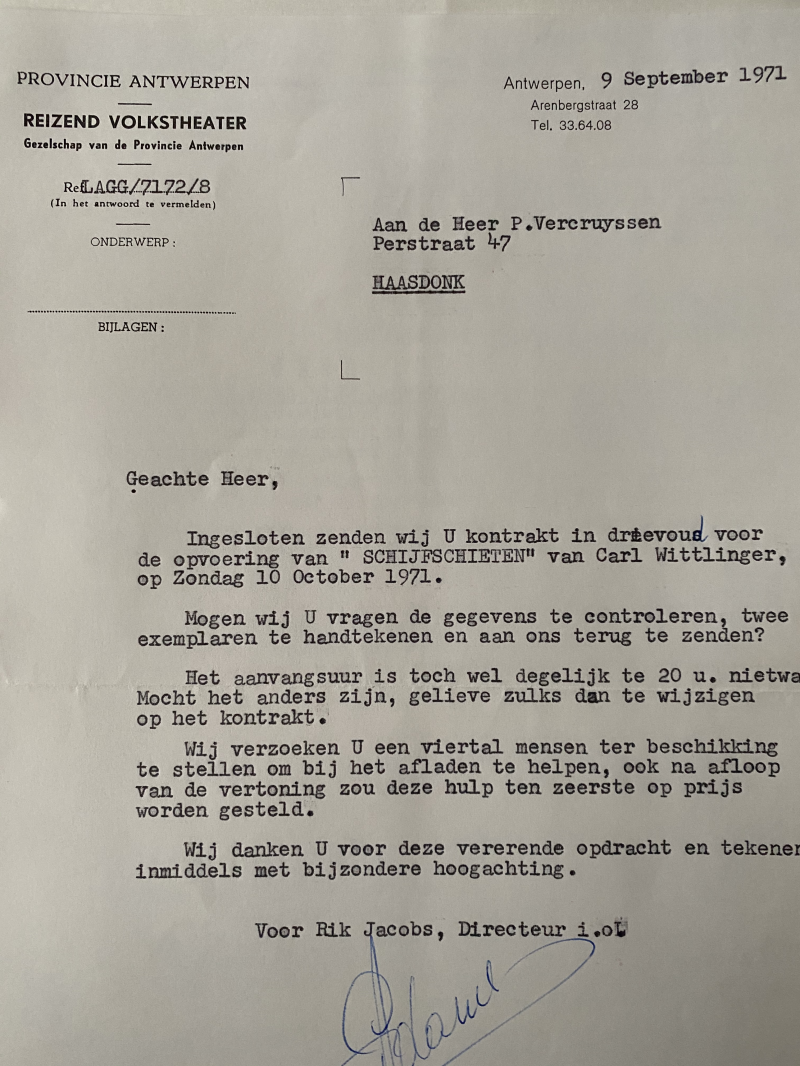 PROVINCIE ANTWERPEN
REIZEND VOLKSTHEATER
Gezelschap van de Provincie Antwerpen
Ref LAGG/7172/8
(In het antwoord te vermelden)
ONDERWERP :
BIJLAGEN :
Antwerpen, 9 September 1971
Arenbergstraat 28
Tel. 33.64.08
Aan de Heer P.Vercruyssen
Perstraat 47
HAASDONK
Geachte Heer,
Ingesloten zenden wij U kontrakt in drievoud voor
de opvoering van " SCHIJFSCHIETEN" van Carl Wittlinger,
op Zondag 10 October 1971.
Mogen wij U vragen de gegevens te controleren, twee
exemplaren te handtekenen en aan ons terug te zenden?
Het aanvangsuur is toch wel degelijk te 20 u. nietwa
Mocht het anders zijn, gelieve zulks dan te wijzigen
op het kontrakt.
Wij verzoeken U een viertal mensen ter beschikking
te stellen om bij het afladen te helpen, ook na afloop
van de vertoning zou deze hulp ten zeerste op prijs
worden gesteld.
Wij danken U voor deze vererende opdracht en tekenen
inmiddels met bijzondere hoogachting.
Voor Rik Jacobs, Directeur i.o.